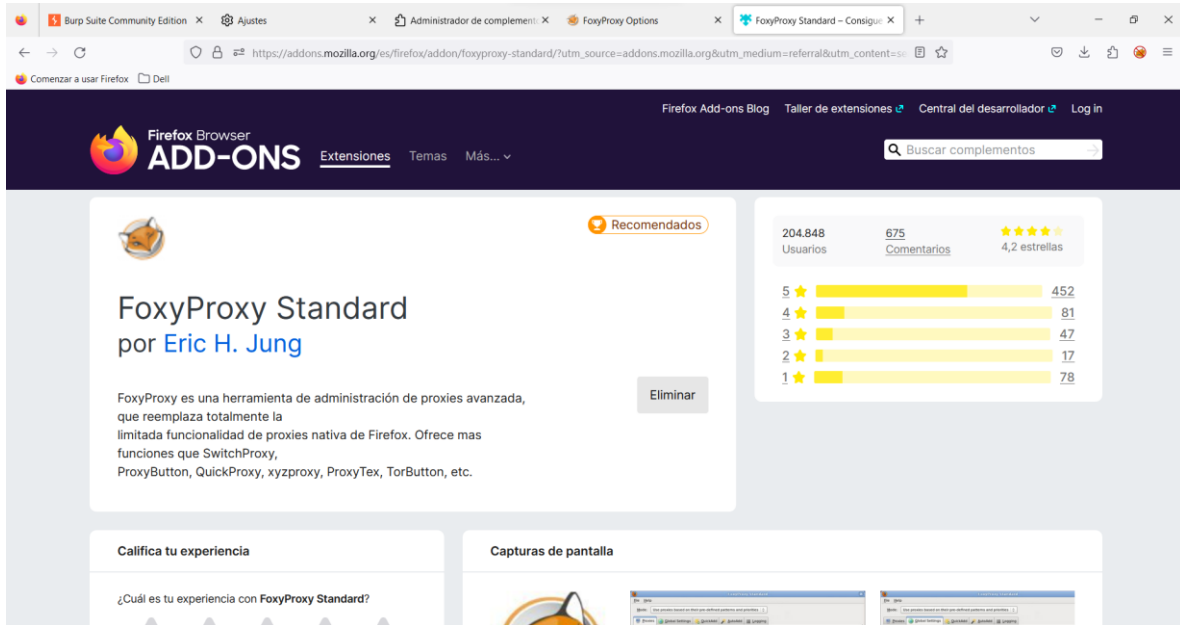 Burp Suite Community Edition
Ajustes
Administrador de complement
FoxyProxy Options
FoxyProxy Standard – Consigue
https://addons.mozilla.org/es/firefox/addon/foxyproxy-standard/?utm_source=addons.mozilla.org&utm_medium=referral&utm_content=se
Comenzar a usar Firefox Dell
Firefox Add-ons Blog Taller de extensiones Central del desarrollador Log in
Firefox Browser
ADD-ONS
Extensiones Temas Más...
Buscar complementos
Recomendados
FoxyProxy Standard
por Eric H. Jung
FoxyProxy es una herramienta de administración de proxies avanzada,
que reemplaza totalmente la
limitada funcionalidad de proxies nativa de Firefox. Ofrece mas
funciones que SwitchProxy,
ProxyButton, QuickProxy, xyzproxy, ProxyTex, TorButton, etc.
Eliminar
204.848 675
Usuarios Comentarios 4,2 estrellas
5 452
4 81
3 47
2 17
1 78
Califica tu experiencia
¿Cuál es tu experiencia con FoxyProxy Standard?
Capturas de pantalla